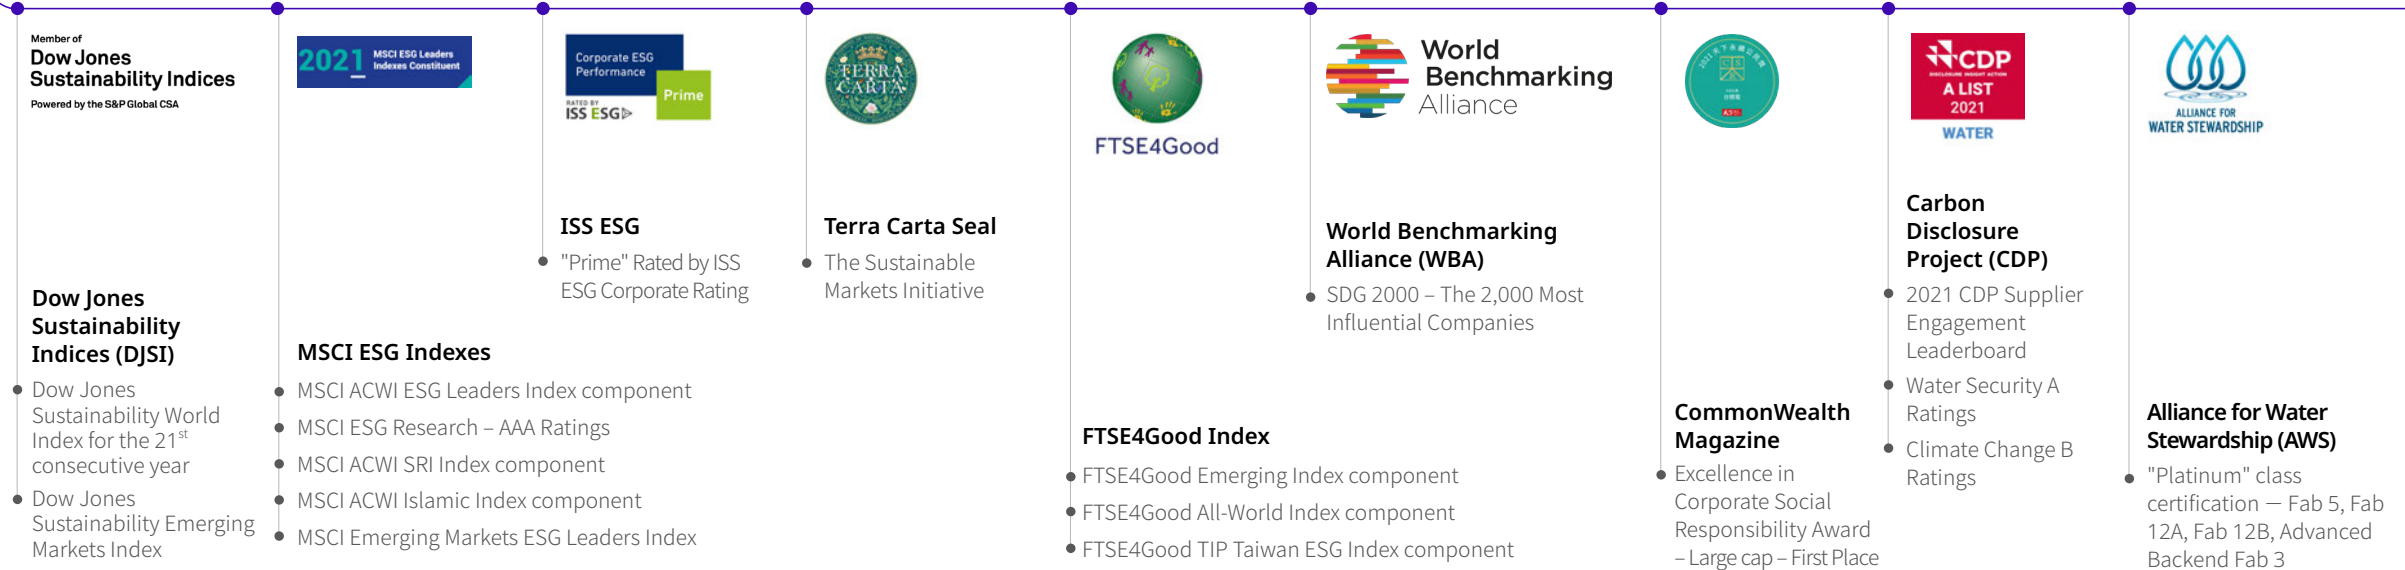 Member of
Dow Jones
Sustainability Indices
Powered by the S&P Global CSA
Dow Jones
Sustainability
Indices (DJSI)
Dow Jones
Sustainability World
Index for the 21st
consecutive year
Dow Jones
Sustainability Emerging
Markets Index
2021 MSCI ESG Leaders
Indexes Constituent
MSCI ESG Indexes
MSCI ACWI ESG Leaders Index component
MSCI ESG Research – AAA Ratings
MSCI ACWI SRI Index component
MSCI ACWI Islamic Index component
MSCI Emerging Markets ESG Leaders Index
Corporate ESG
Performance
Prime
RATED BY
ISS ESG
ISS ESG
"Prime" Rated by ISS
ESG Corporate Rating
TERRA
CARTA
Terra Carta Seal
The Sustainable
Markets Initiative
FTSE4Good
FTSE4Good Index
FTSE4Good Emerging Index component
FTSE4Good All-World Index component
FTSE4Good TIP Taiwan ESG Index component
World
Benchmarking
Alliance
World Benchmarking
Alliance (WBA)
SDG 2000 – The 2,000 Most
Influential Companies
CommonWealth
Magazine
Excellence in
Corporate Social
Responsibility Award
– Large cap – First Place
CDP
DISCLOSURE INSIGHT ACTION
A LIST
2021
WATER
Carbon
Disclosure
Project (CDP)
2021 CDP Supplier
Engagement
Leaderboard
Water Security A
Ratings
Climate Change B
Ratings
ALLIANCE FOR
WATER STEWARDSHIP
Alliance for Water
Stewardship (AWS)
"Platinum" class
certification — Fab 5, Fab
12A, Fab 12B, Advanced
Backend Fab 3